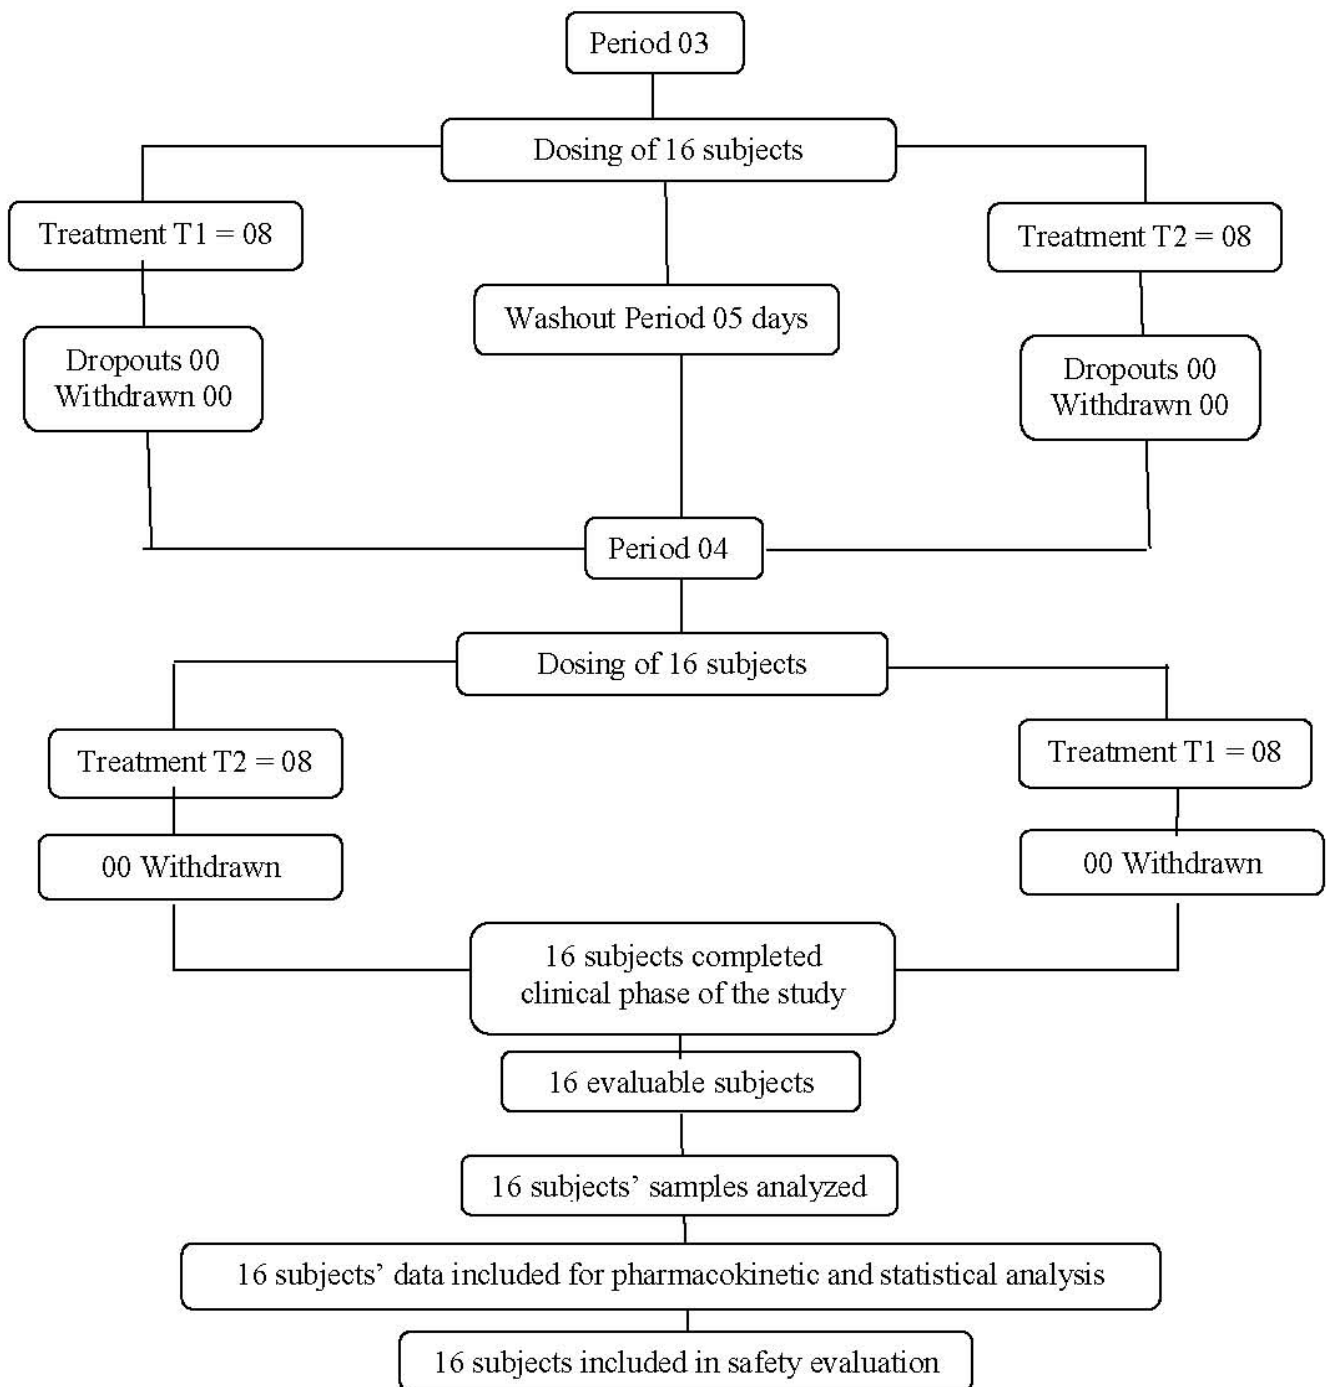 Period 03
Dosing of 16 subjects
Treatment T1 = 08
Treatment T2 = 08
Washout Period 05 days
Dropouts 00
Withdrawn 00
Dropouts 00
Withdrawn 00
Period 04
Dosing of 16 subjects
Treatment T2 = 08
Treatment T1 = 08
00 Withdrawn
00 Withdrawn
16 subjects completed
clinical phase of the study
16 evaluable subjects
16 subjects’ samples analyzed
16 subjects’ data included for pharmacokinetic and statistical analysis
16 subjects included in safety evaluation